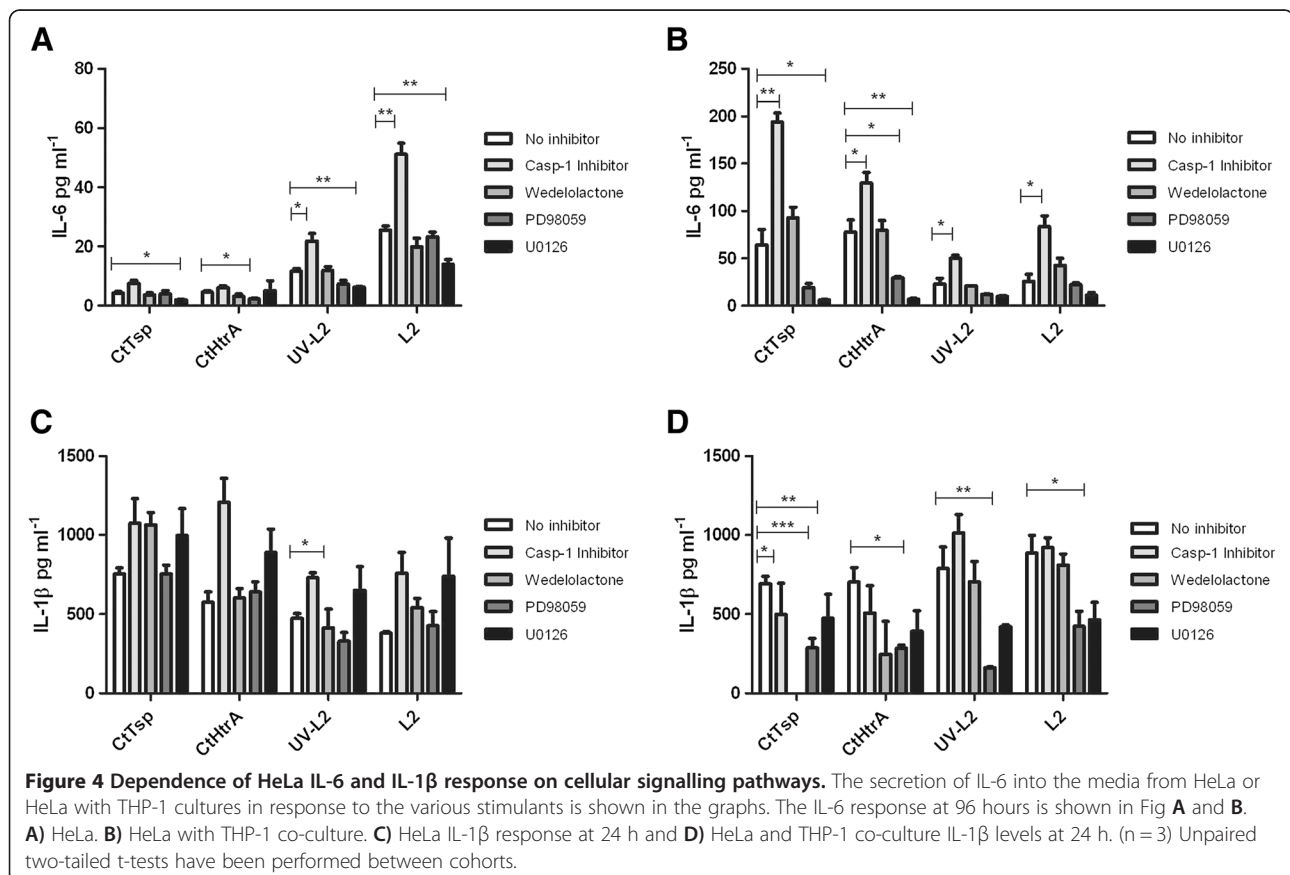 A
80
60
40
20
0
IL-6 pg ml⁻¹
*
*
*
**
**
**
CtTsp
CtHtrA
UV-L2
L2
No inhibitor
Casp-1 Inhibitor
Wedelolactone
PD98059
U0126
B
250
200
150
100
50
0
IL-6 pg ml⁻¹
*
**
**
*
*
*
*
CtTsp
CtHtrA
UV-L2
L2
No inhibitor
Casp-1 Inhibitor
Wedelolactone
PD98059
U0126
C
1500
1000
500
0
IL-1β pg ml⁻¹
*
CtTsp
CtHtrA
UV-L2
L2
No inhibitor
Casp-1 Inhibitor
Wedelolactone
PD98059
U0126
D
1500
1000
500
0
IL-1β pg ml⁻¹
**
***
*
*
**
*
CtTsp
CtHtrA
UV-L2
L2
No inhibitor
Casp-1 Inhibitor
Wedelolactone
PD98059
U0126
Figure 4 Dependence of HeLa IL-6 and IL-1β response on cellular signalling pathways. The secretion of IL-6 into the media from HeLa or
HeLa with THP-1 cultures in response to the various stimulants is shown in the graphs. The IL-6 response at 96 hours is shown in Fig A and B.
A) HeLa. B) HeLa with THP-1 co-culture. C) HeLa IL-1β response at 24 h and D) HeLa and THP-1 co-culture IL-1β levels at 24 h. (n = 3) Unpaired
two-tailed t-tests have been performed between cohorts.